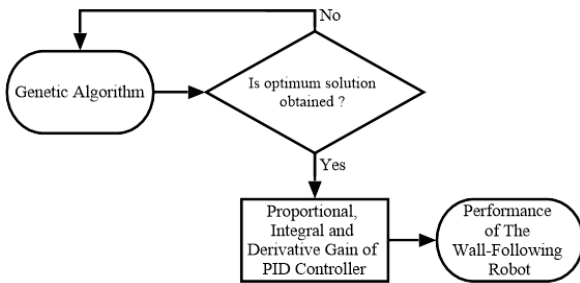 No
Genetic Algorithm
Is optimum solution
obtained ?
Yes
Proportional,
Integral and
Derivative Gain of
PID Controller
Performance
of The
Wall-Following
Robot